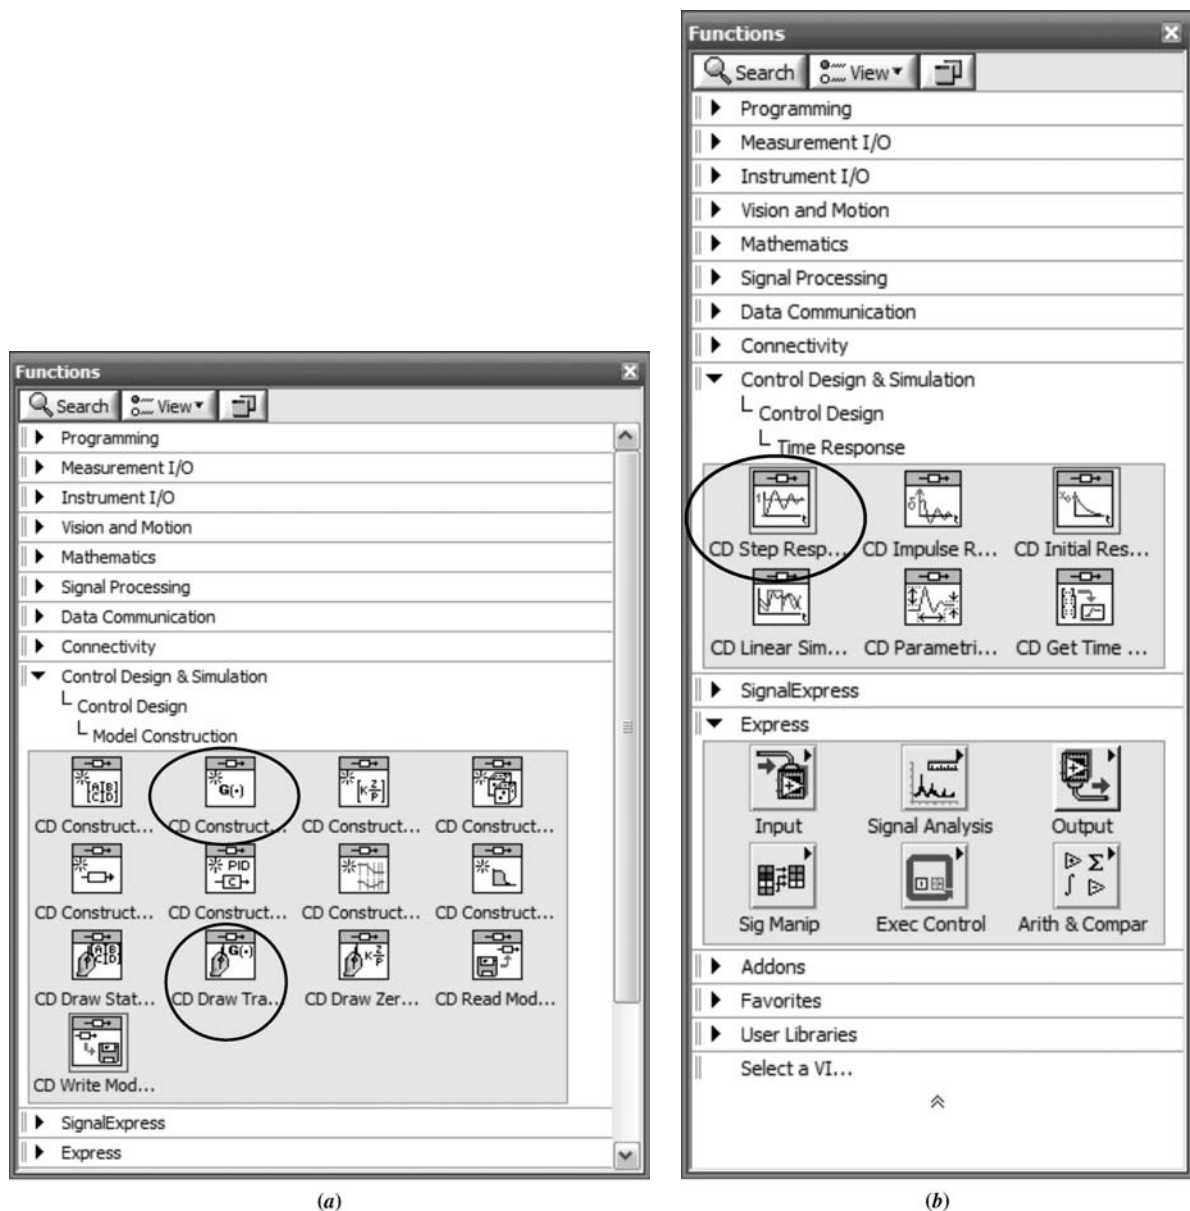 Functions
Search View
Programming
Measurement I/O
Instrument I/O
Vision and Motion
Mathematics
Signal Processing
Data Communication
Connectivity
Control Design & Simulation
Control Design
Model Construction
CD Construct... CD Construct... CD Construct... CD Construct...
CD Construct... CD Construct... CD Construct... CD Construct...
CD Draw Stat... CD Draw Tra... CD Draw Zer... CD Read Mod...
CD Write Mod...
SignalExpress
Express
(a)
Functions
Search View
Programming
Measurement I/O
Instrument I/O
Vision and Motion
Mathematics
Signal Processing
Data Communication
Connectivity
Control Design & Simulation
Control Design
Time Response
CD Step Resp... CD Impulse R... CD Initial Res...
CD Linear Sim... CD Parametri... CD Get Time ...
SignalExpress
Express
Input Signal Analysis Output
Sig Manip Exec Control Arith & Compar
Addons
Favorites
User Libraries
Select a VI...
(b)